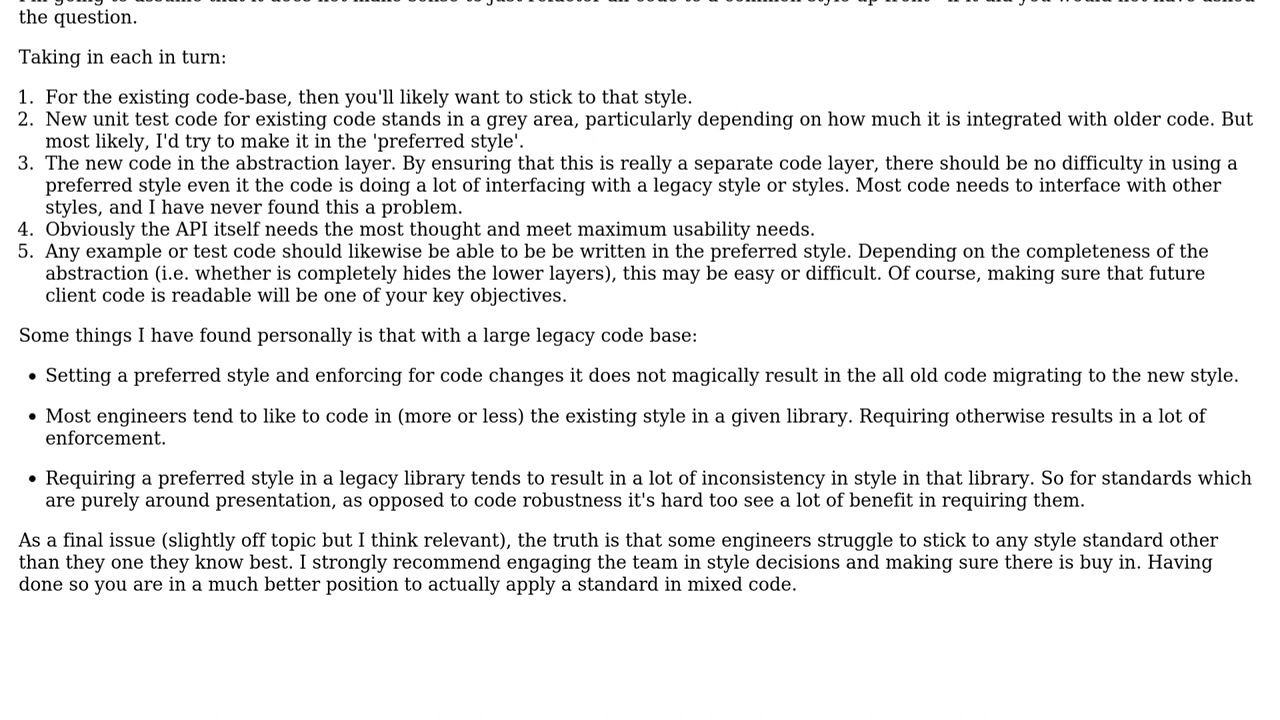 the question.
Taking in each in turn:
1. For the existing code-base, then you'll likely want to stick to that style.
2. New unit test code for existing code stands in a grey area, particularly depending on how much it is integrated with older code. But
most likely, I'd try to make it in the 'preferred style'.
3. The new code in the abstraction layer. By ensuring that this is really a separate code layer, there should be no difficulty in using a
preferred style even it the code is doing a lot of interfacing with a legacy style or styles. Most code needs to interface with other
styles, and I have never found this a problem.
4. Obviously the API itself needs the most thought and meet maximum usability needs.
5. Any example or test code should likewise be able to be be written in the preferred style. Depending on the completeness of the
abstraction (i.e. whether is completely hides the lower layers), this may be easy or difficult. Of course, making sure that future
client code is readable will be one of your key objectives.
Some things I have found personally is that with a large legacy code base:
• Setting a preferred style and enforcing for code changes it does not magically result in the all old code migrating to the new style.
• Most engineers tend to like to code in (more or less) the existing style in a given library. Requiring otherwise results in a lot of
enforcement.
• Requiring a preferred style in a legacy library tends to result in a lot of inconsistency in style in that library. So for standards which
are purely around presentation, as opposed to code robustness it's hard too see a lot of benefit in requiring them.
As a final issue (slightly off topic but I think relevant), the truth is that some engineers struggle to stick to any style standard other
than they one they know best. I strongly recommend engaging the team in style decisions and making sure there is buy in. Having
done so you are in a much better position to actually apply a standard in mixed code.